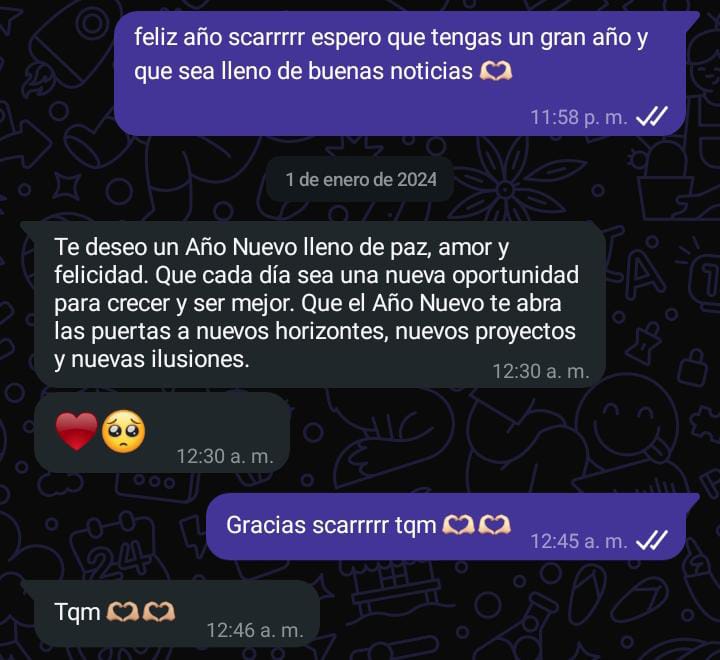 feliz año scarrrrr espero que tengas un gran año y
que sea lleno de buenas noticias 🫶🏻
11:58 p. m.
1 de enero de 2024
Te deseo un Año Nuevo lleno de paz, amor y
felicidad. Que cada día sea una nueva oportunidad
para crecer y ser mejor. Que el Año Nuevo te abra
las puertas a nuevos horizontes, nuevos proyectos
y nuevas ilusiones.
12:30 a. m.
❤️🥺
12:30 a. m.
Gracias scarrrrr tqm 🫶🏻🫶🏻
12:45 a. m.
Tqm 🫶🏼🫶🏼
12:46 a. m.